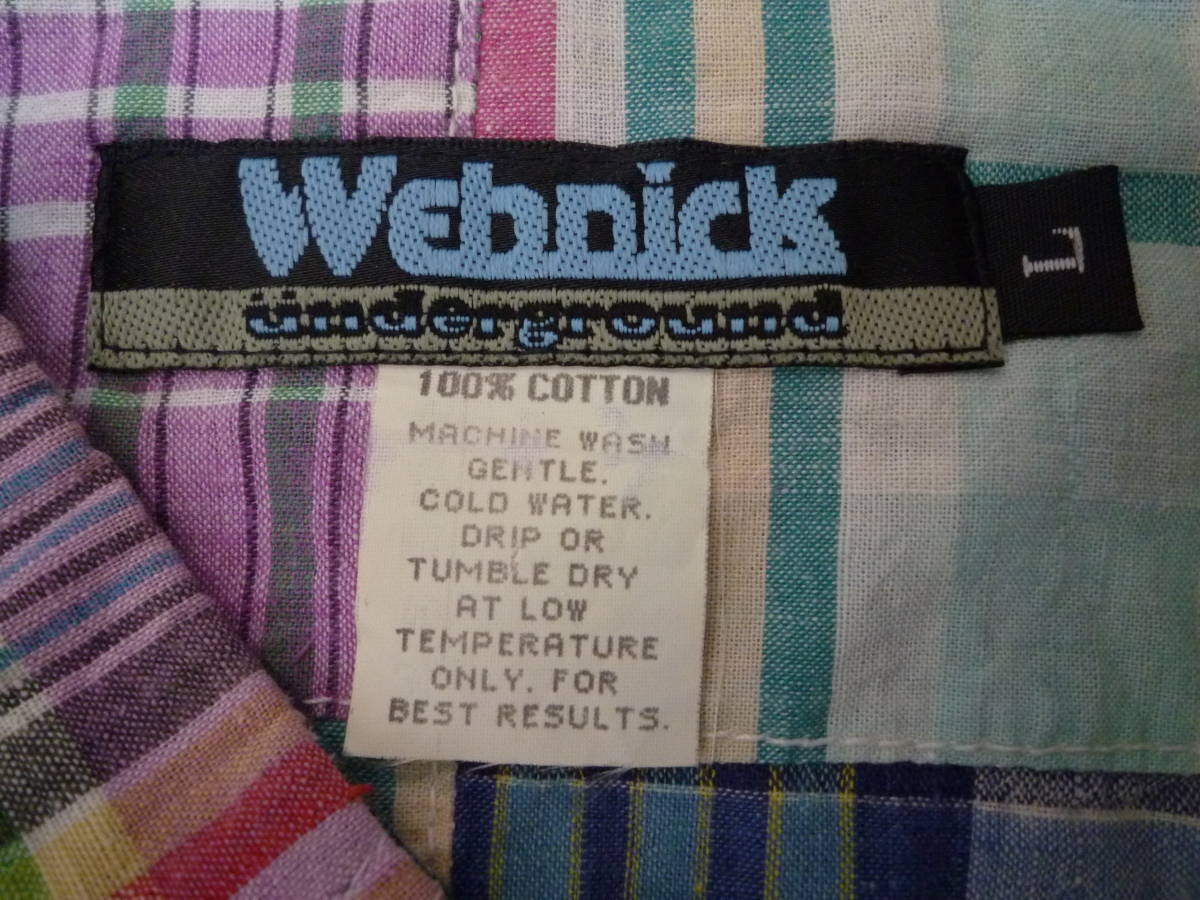 Webnick
underground
L
100% COTTON
MACHINE WASH
GENTLE.
COLD WATER.
DRIP OR
TUMBLE DRY
AT LOW
TEMPERATURE
ONLY. FOR
BEST RESULTS.